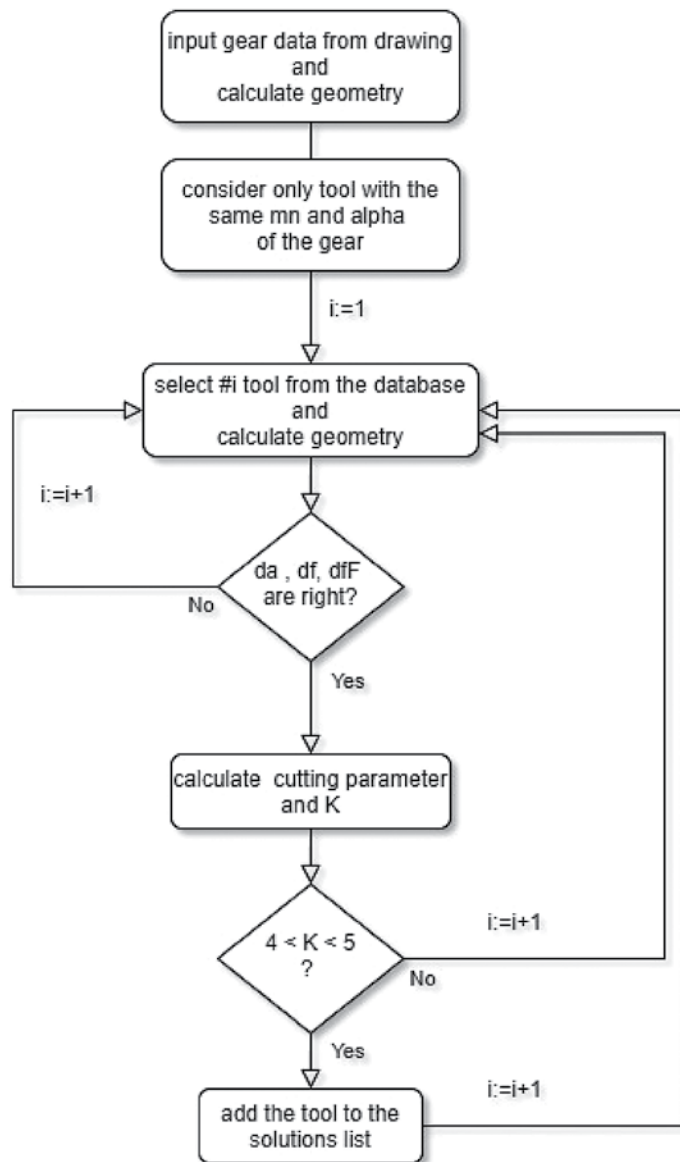 input gear data from drawing
and
calculate geometry
consider only tool with the
same mn and alpha
of the gear
i:=1
select #i tool from the database
and
calculate geometry
i:=i+1
da , df, dfF
are right?
No
Yes
calculate cutting parameter
and K
4 < K < 5
?
i:=i+1
No
Yes
add the tool to the
solutions list
i:=i+1